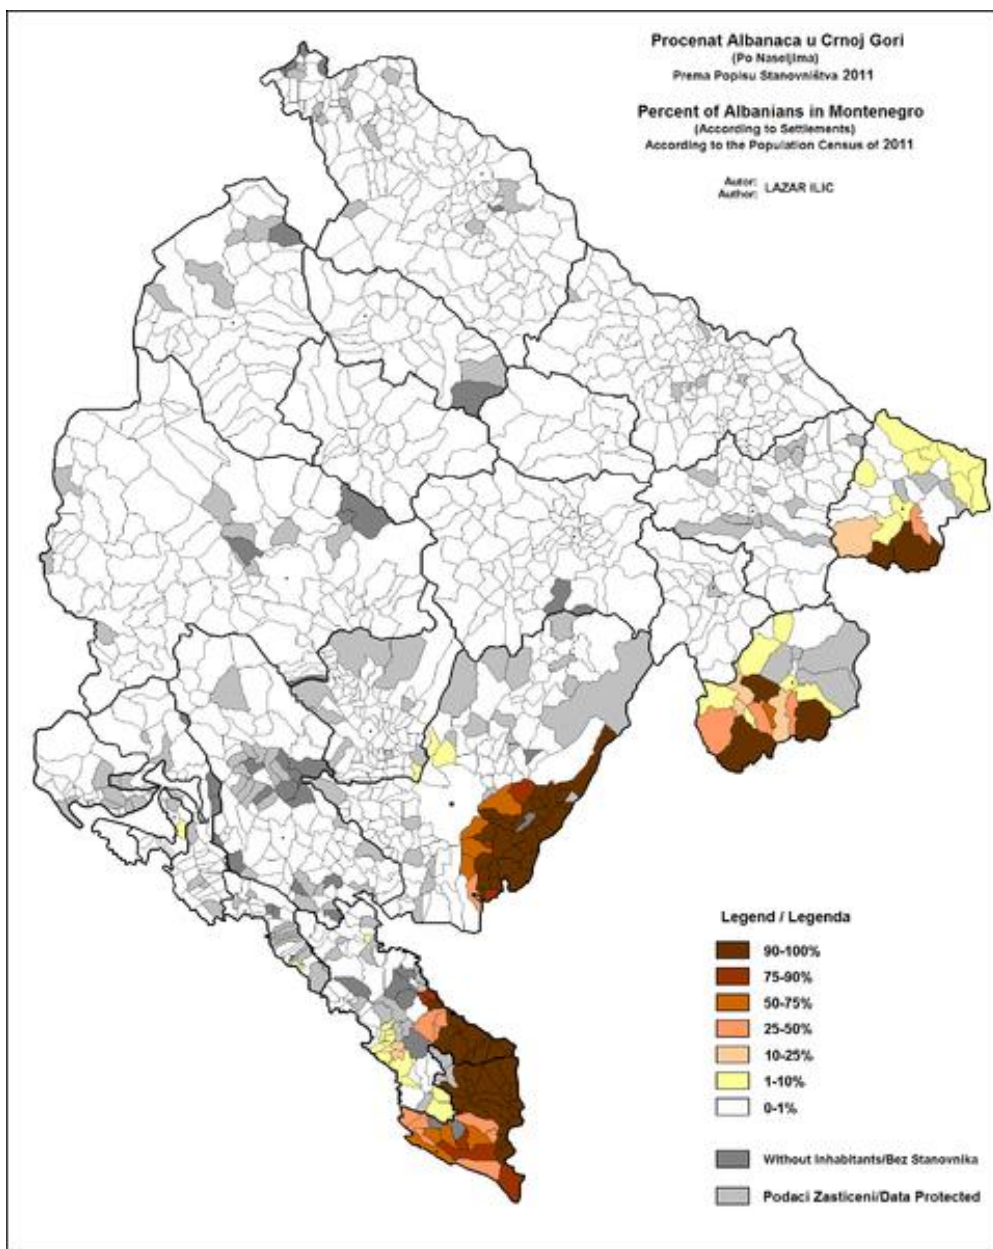 Procenat Albanaca u Crnoj Gori
(Po Naseljima)
Prema Popisu Stanovništva 2011
Percent of Albanians in Montenegro
(According to Settlements)
According to the Population Census of 2011
Autor:
Author: LAZAR ILIC
Legend / Legenda
90-100%
75-90%
50-75%
25-50%
10-25%
1-10%
0-1%
Without Inhabitants/Bez Stanovnika
Podaci Zasticeni/Data Protected